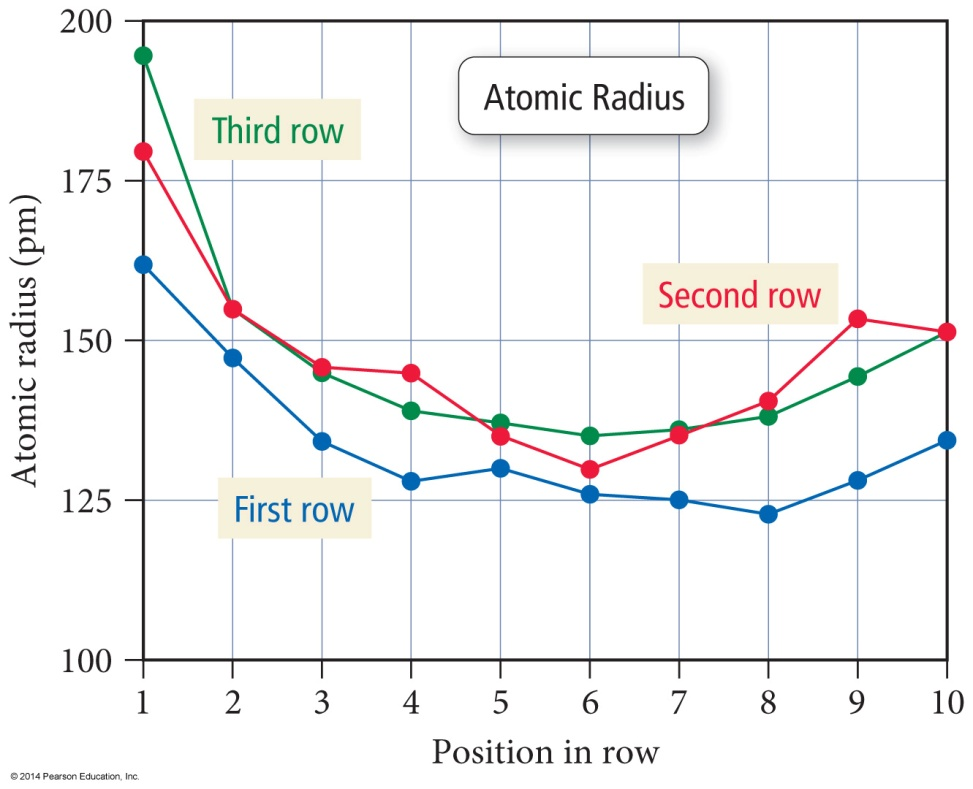 Atomic Radius
Third row
Second row
First row
Atomic radius (pm)
200
175
150
125
100
1 2 3 4 5 6 7 8 9 10
Position in row
© 2014 Pearson Education, Inc.